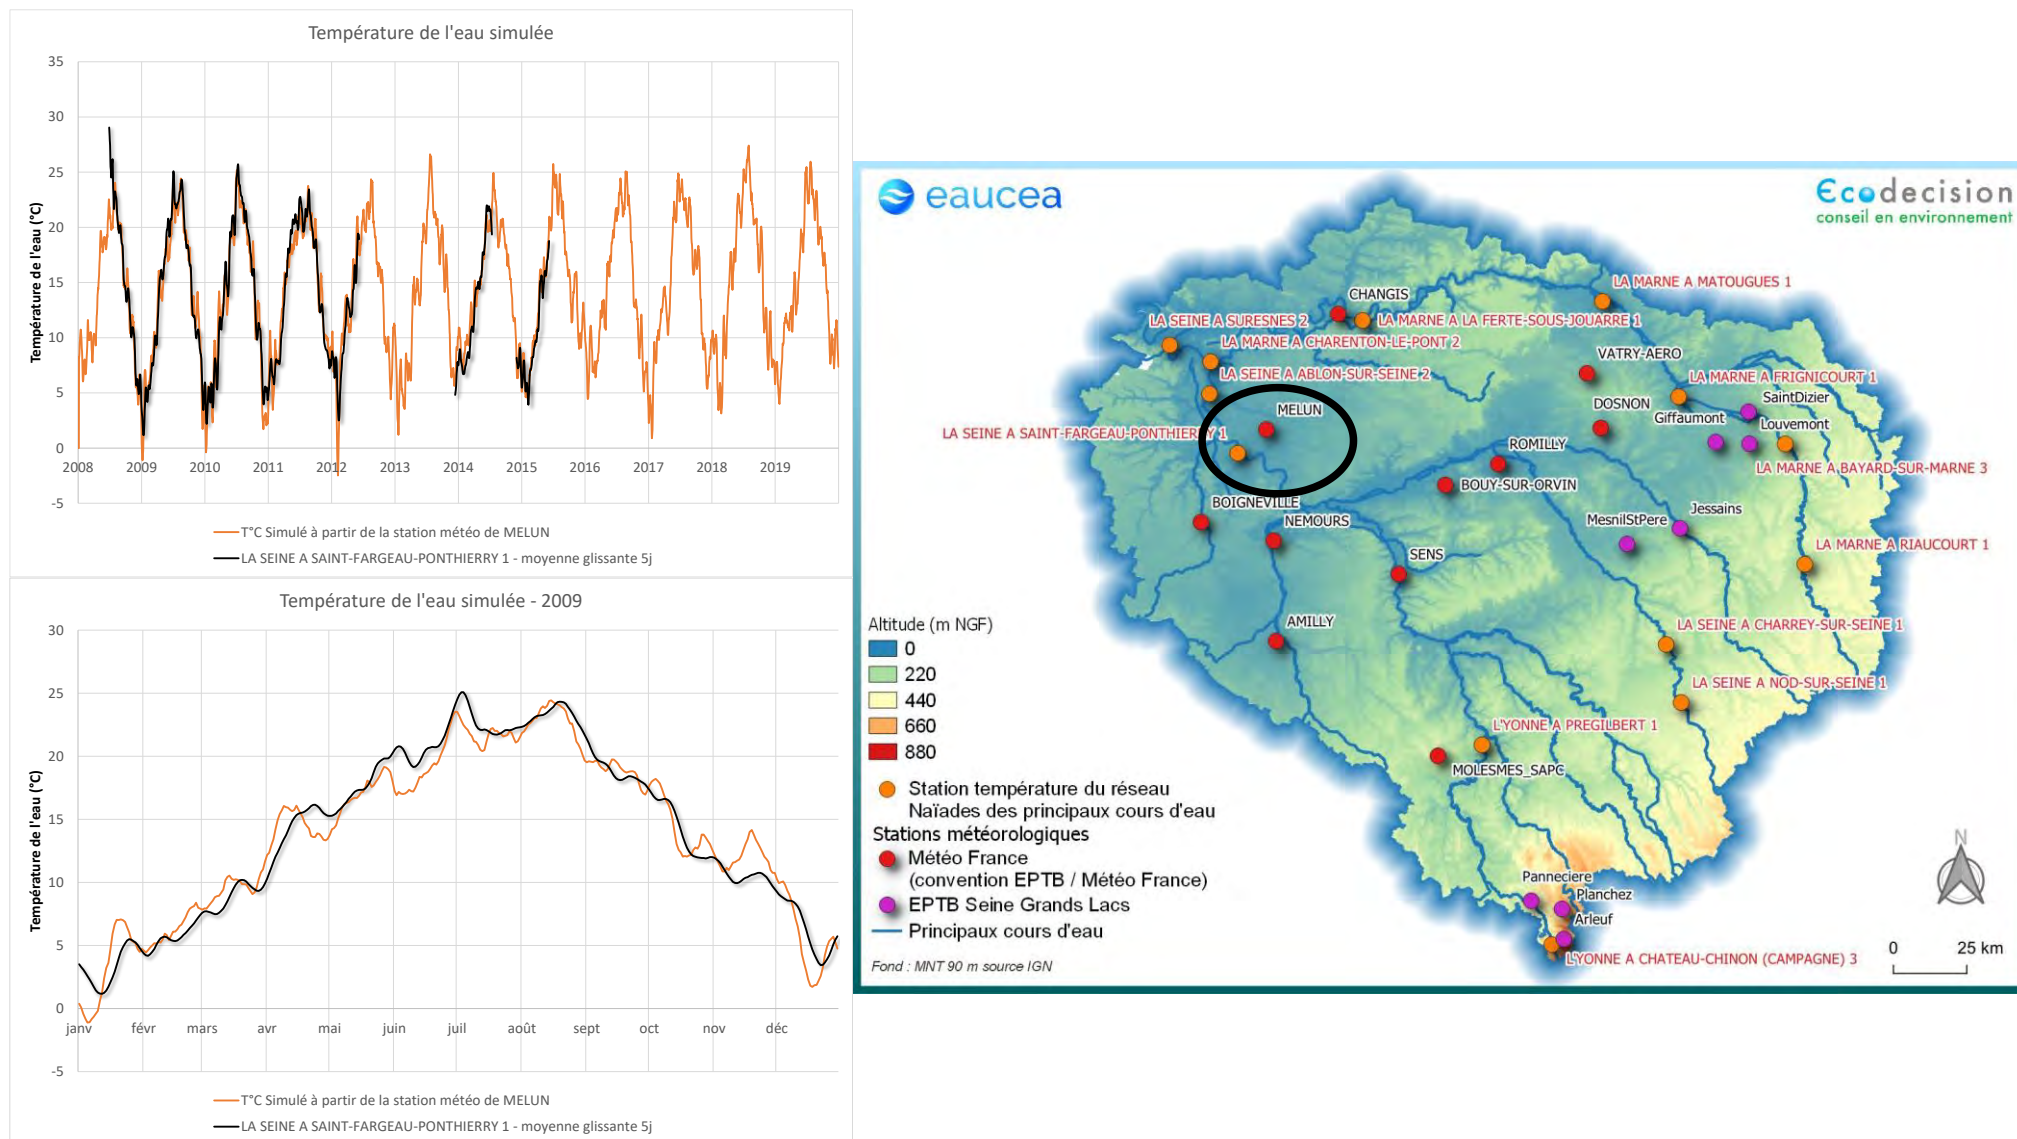 Température de l'eau simulée
35
30
25
20
15
10
5
0
-5
Température de l'eau (°C)
2008 2009 2010 2011 2012 2013 2014 2015 2016 2017 2018 2019
T°C Simulé à partir de la station météo de MELUN
LA SEINE A SAINT-FARGEAU-PONTHIERRY 1 - moyenne glissante 5j
Température de l'eau simulée - 2009
30
25
20
15
10
5
0
-5
Température de l'eau (°C)
janv févr mars avr mai juin juil août sept oct nov déc
T°C Simulé à partir de la station météo de MELUN
LA SEINE A SAINT-FARGEAU-PONTHIERRY 1 - moyenne glissante 5j
eaucea
Ecodecision
conseil en environnement
LA MARNE A MATOUGUES 1
CHANGIS
LA SEINE A SURESNES 2
LA MARNE A LA FERTE-SOUS-JOUARRE 1
LA MARNE A CHARENTON-LE-PONT 2
VATRY-AERO
LA SEINE A ABLON-SUR-SEINE 2
LA MARNE A FRIGNICOURT 1
MELUN
DOSNON
SaintDizier
Giffaumont
Louvemont
LA SEINE A SAINT-FARGEAU-PONTHIERRY 1
ROMILLY
LA MARNE A BAYARD-SUR-MARNE 3
BOUY-SUR-ORVIN
BOIGNEVILLE
NEMOURS
MesnilStPere
Jessains
SENS
LA MARNE A RIAUCOURT 1
AMILLY
LA SEINE A CHARREY-SUR-SEINE 1
LA SEINE A NOD-SUR-SEINE 1
L'YONNE A PREGILBERT 1
MOLESMES_SAPC
Panneciere
Planchez
Arleuf
L'YONNE A CHATEAU-CHINON (CAMPAGNE) 3
Altitude (m NGF)
0
220
440
660
880
Station température du réseau
Naïades des principaux cours d'eau
Stations météorologiques
Météo France
(convention EPTB / Météo France)
EPTB Seine Grands Lacs
Principaux cours d'eau
Fond : MNT 90 m source IGN
N
0 25 km